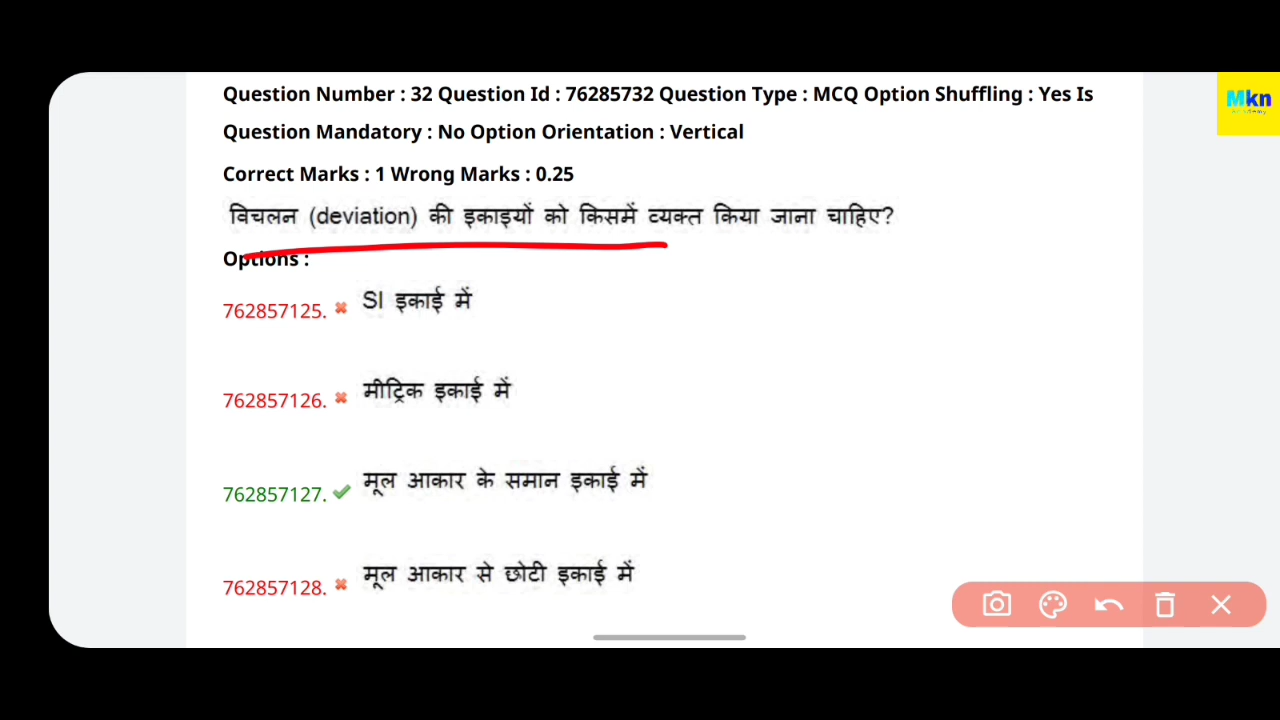 Question Number : 32 Question Id : 76285732 Question Type : MCQ Option Shuffling : Yes Is
Question Mandatory : No Option Orientation : Vertical
Correct Marks : 1 Wrong Marks : 0.25
विचलन (deviation) की इकाइयों को किसमें व्यक्त किया जाना चाहिए?
Options :
762857125. SI इकाई में
762857126. मीट्रिक इकाई में
762857127. मूल आकार के समान इकाई में
762857128. मूल आकार से छोटी इकाई में
Mkn